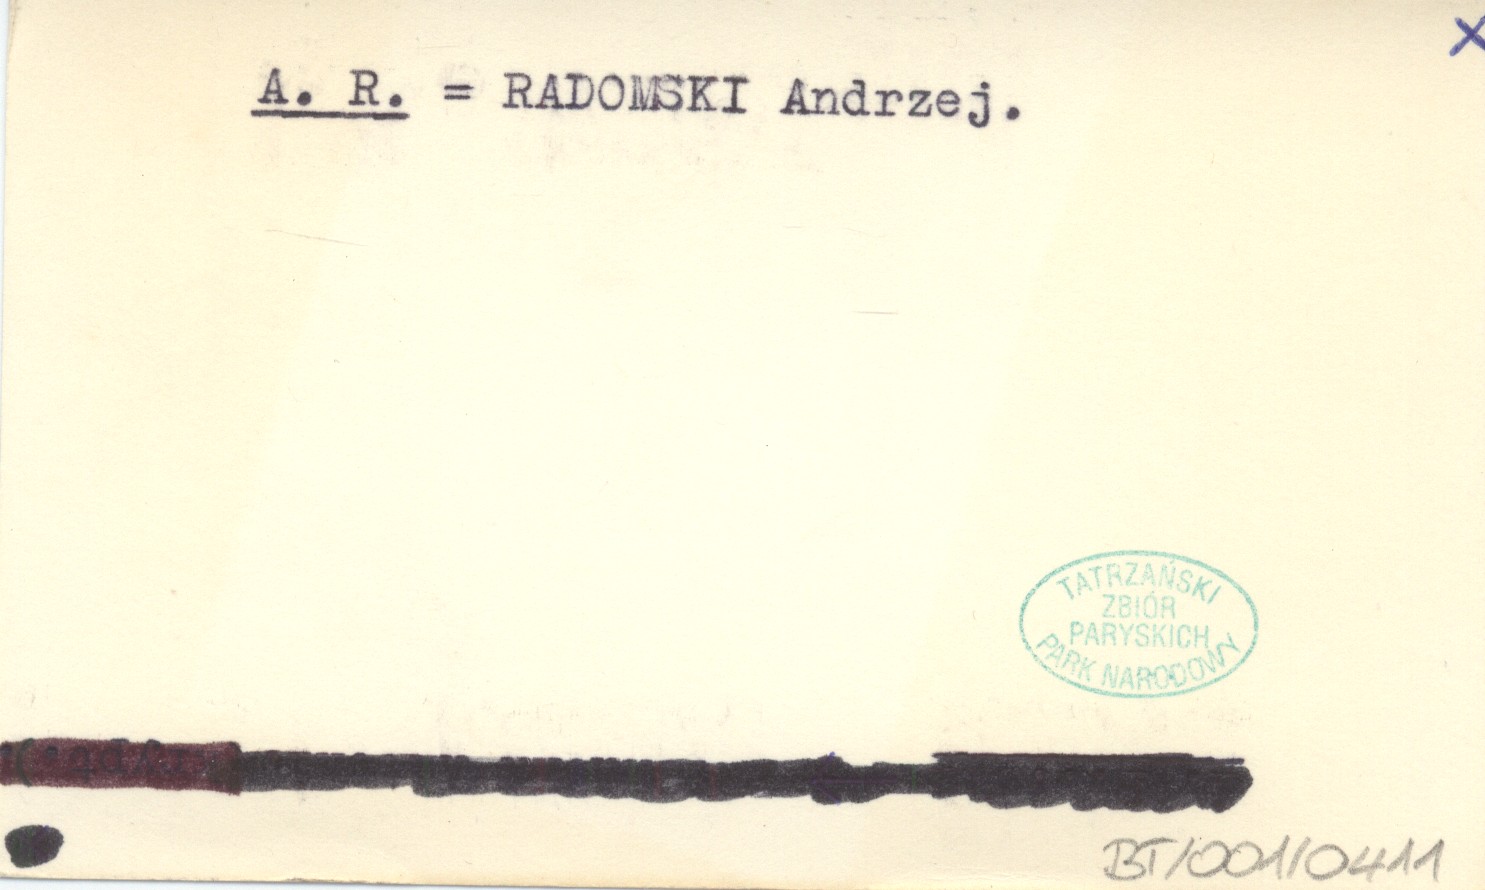 x
A. R. = RADOMSKI Andrzej.
TATRZAŃSKI
ZBIÓR
PARYSKICH
PARK NARODOWY
BT/001/0411